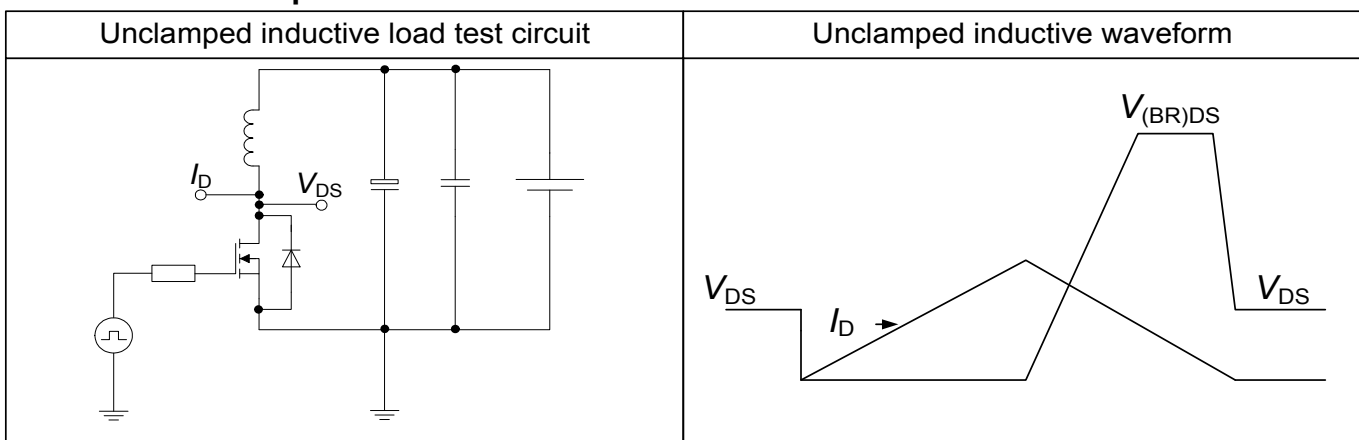 Unclamped inductive load test circuit
Unclamped inductive waveform
V(BR)DS
ID
VDS
VDS
ID
VDS